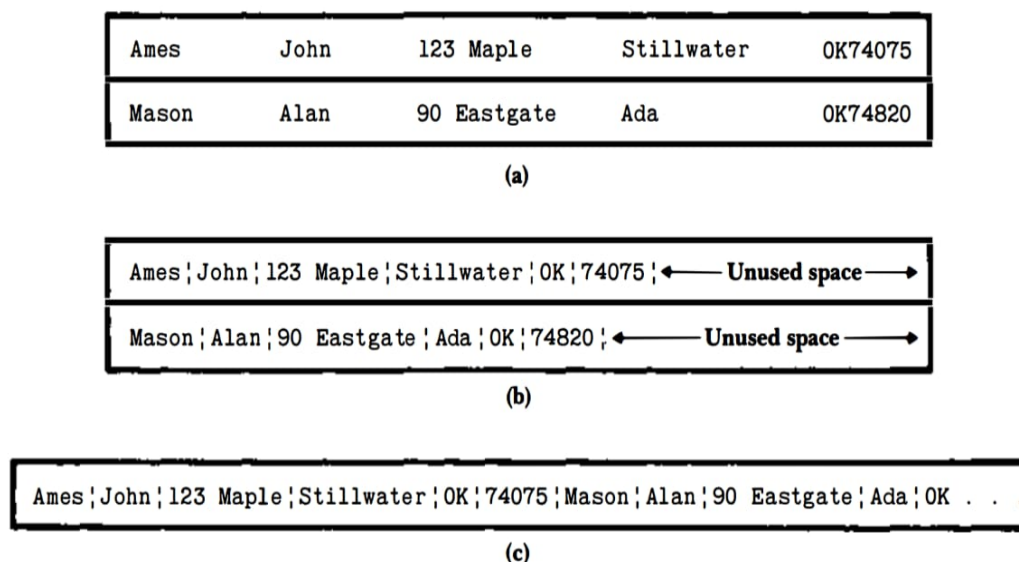 Ames John 123 Maple Stillwater OK74075
Mason Alan 90 Eastgate Ada OK74820
(a)
Ames¦John¦123 Maple¦Stillwater¦OK¦74075¦ Unused space
Mason¦Alan¦90 Eastgate¦Ada¦OK¦74820¦ Unused space
(b)
Ames¦John¦123 Maple¦Stillwater¦OK¦74075¦Mason¦Alan¦90 Eastgate¦Ada¦OK . .
(c)